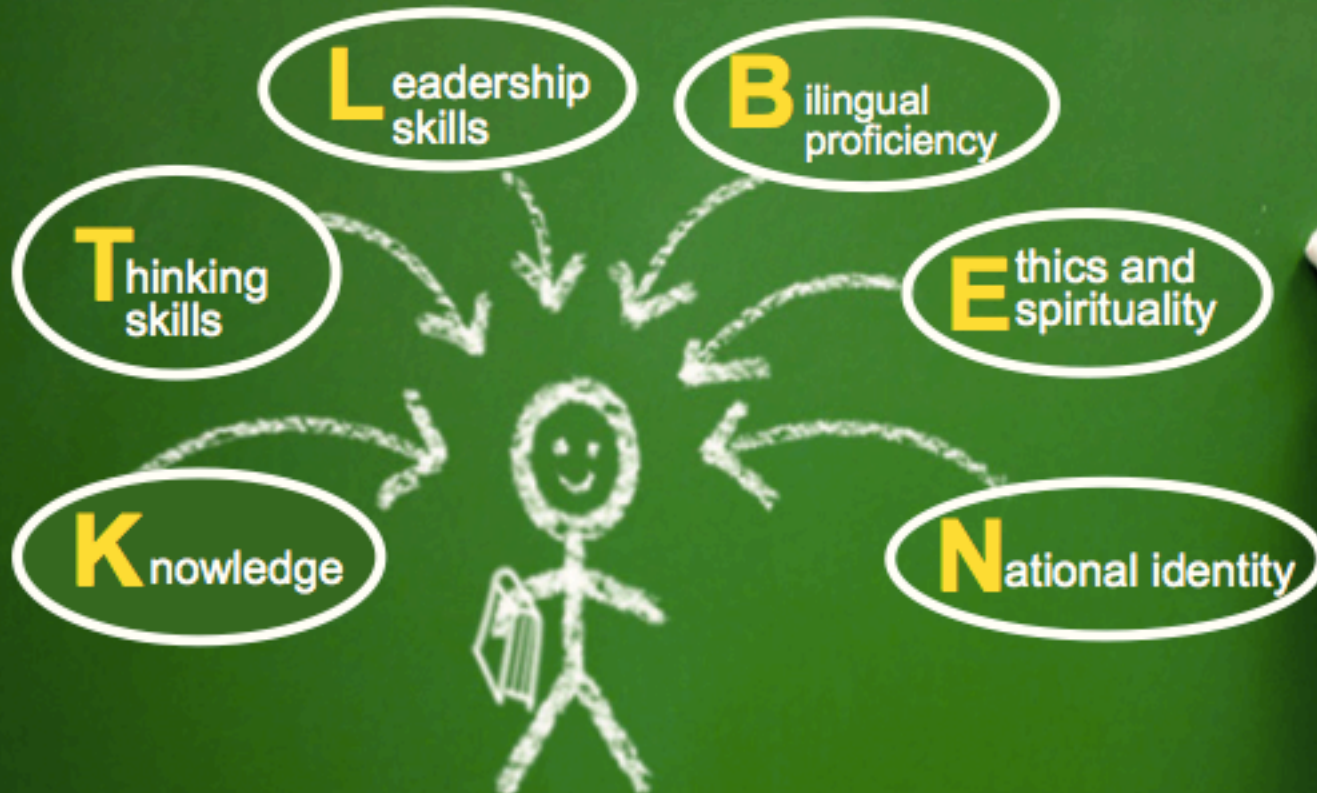 Leadership
skills
Bilingual
proficiency
Thinking
skills
Ethics and
spirituality
Knowledge
National identity